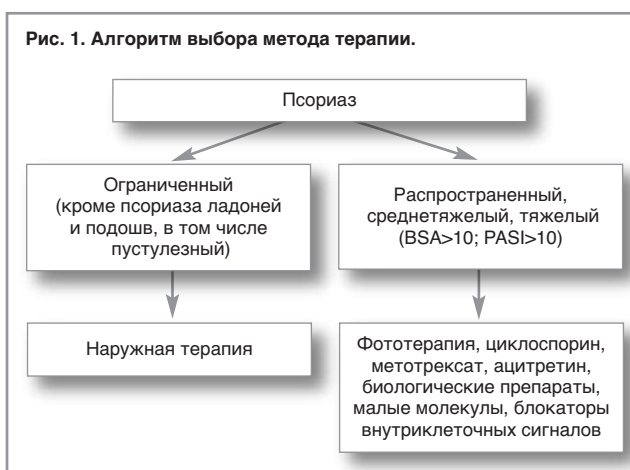 Рис. 1. Алгоритм выбора метода терапии.
Псориаз
Ограниченный
(кроме псориаза ладоней
и подошв, в том числе
пустулезный)
Распространенный,
среднетяжелый, тяжелый
(BSA>10; PASI>10)
Наружная терапия
Фототерапия, циклоспорин,
метотрексат, ацитретин,
биологические препараты,
малые молекулы, блокаторы
внутриклеточных сигналов